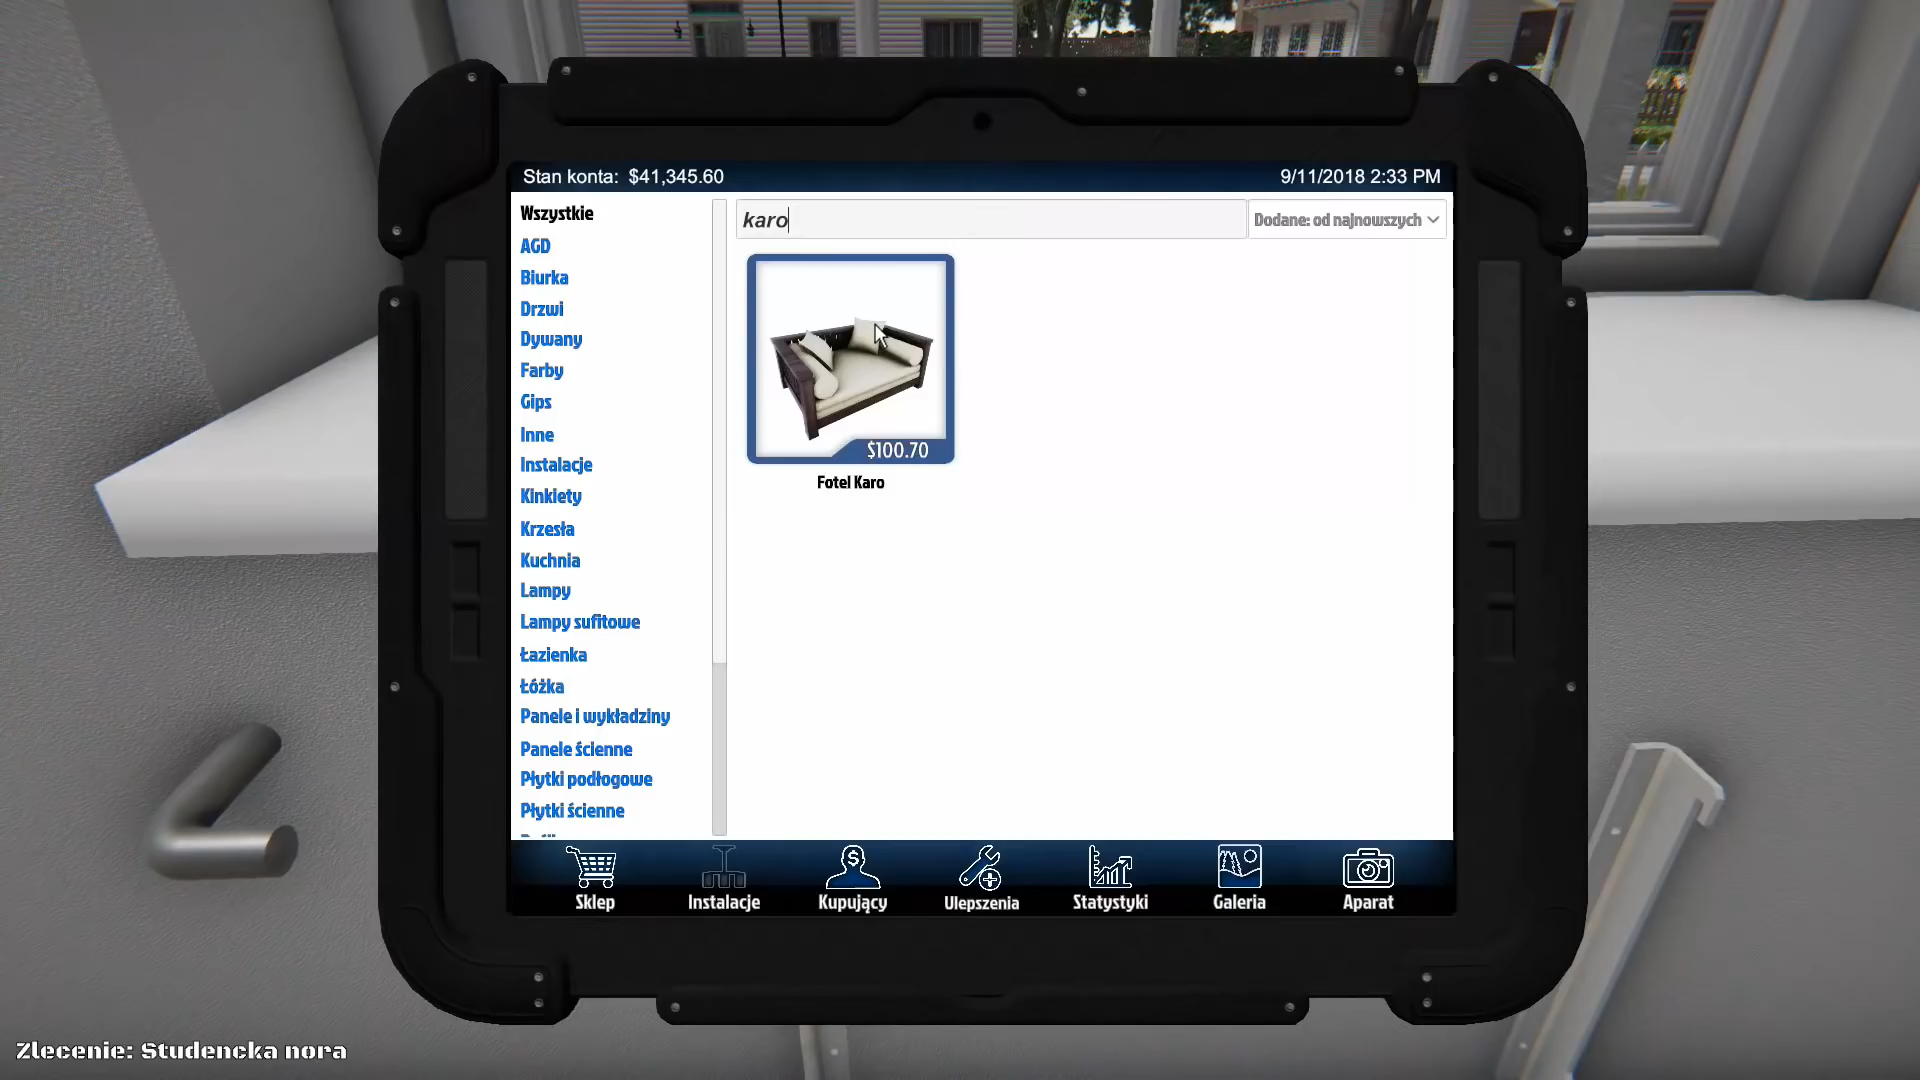 Stan konta: $41,345.60
9/11/2018 2:33 PM
Wszystkie
AGD
Biurka
Drzwi
Dywany
Farby
Gips
Inne
Instalacje
Kinkiety
Krzesła
Kuchnia
Lampy
Lampy sufitowe
Łazienka
Łóżka
Panele i wykładziny
Panele ścienne
Płytki podłogowe
Płytki ścienne
karo
Dodane: od najnowszych
$100.70
Fotel Karo
Sklep
Instalacje
Kupujący
Ulepszenia
Statystyki
Galeria
Aparat
Zlecenie: Studencka nora